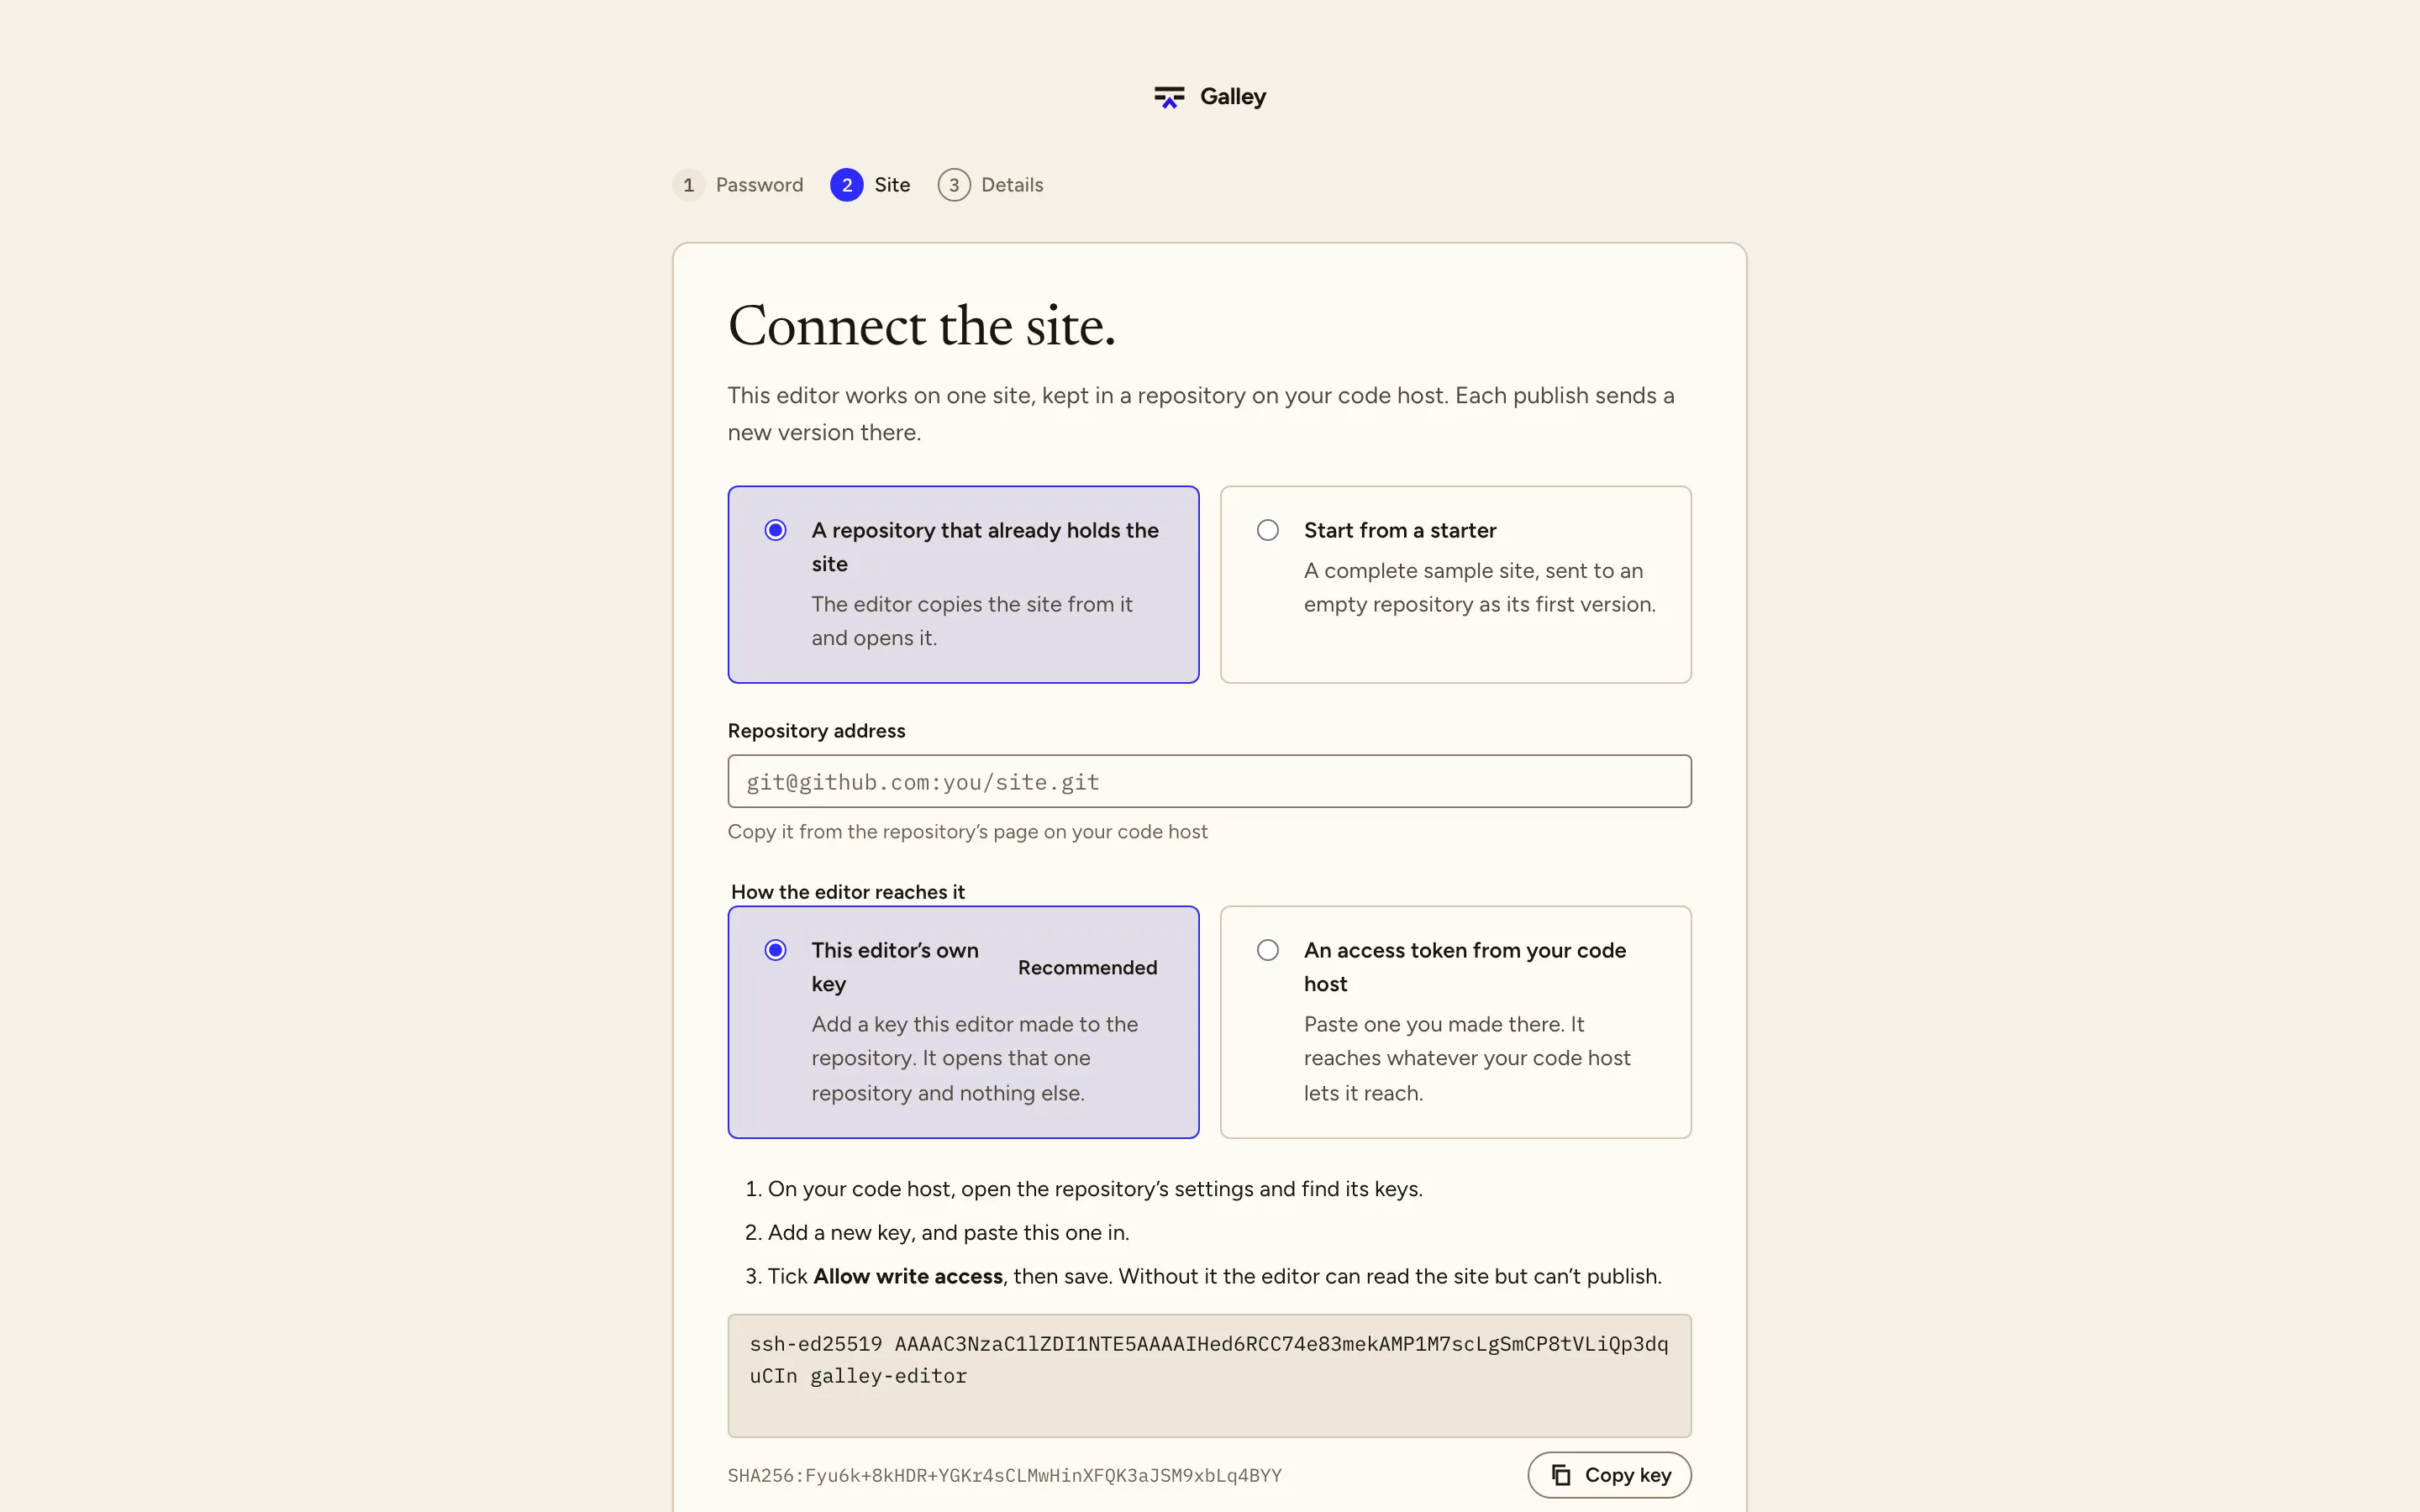 Galley
1 Password 2 Site 3 Details
Connect the site.
This editor works on one site, kept in a repository on your code host. Each publish sends a
new version there.
A repository that already holds the
site
The editor copies the site from it
and opens it.
Start from a starter
A complete sample site, sent to an
empty repository as its first version.
Repository address
git@github.com:you/site.git
Copy it from the repository’s page on your code host
How the editor reaches it
This editor’s own
key
Recommended
Add a key this editor made to the
repository. It opens that one
repository and nothing else.
An access token from your code
host
Paste one you made there. It
reaches whatever your code host
lets it reach.
1. On your code host, open the repository’s settings and find its keys.
2. Add a new key, and paste this one in.
3. Tick Allow write access, then save. Without it the editor can read the site but can’t publish.
ssh-ed25519 AAAAC3NzaC1lZDI1NTE5AAAAIHed6RCC74e83mekAMP1M7scLgSmCP8tVLiQp3dq
uCIn galley-editor
SHA256:Fyu6k+8kHDR+YGKr4sCLMwHinXFQK3aJSM9xbLq4BYY
Copy key